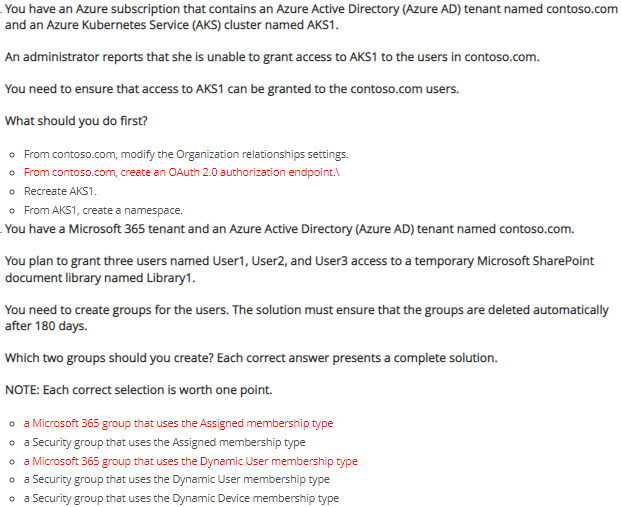 You have an Azure subscription that contains an Azure Active Directory (Azure AD) tenant named contoso.com
and an Azure Kubernetes Service (AKS) cluster named AKS1.
An administrator reports that she is unable to grant access to AKS1 to the users in contoso.com.
You need to ensure that access to AKS1 can be granted to the contoso.com users.
What should you do first?
o From contoso.com, modify the Organization relationships settings.
o From contoso.com, create an OAuth 2.0 authorization endpoint.\
o Recreate AKS1.
o From AKS1, create a namespace.
You have a Microsoft 365 tenant and an Azure Active Directory (Azure AD) tenant named contoso.com.
You plan to grant three users named User1, User2, and User3 access to a temporary Microsoft SharePoint
document library named Library1.
You need to create groups for the users. The solution must ensure that the groups are deleted automatically
after 180 days.
Which two groups should you create? Each correct answer presents a complete solution.
NOTE: Each correct selection is worth one point.
o a Microsoft 365 group that uses the Assigned membership type
o a Security group that uses the Assigned membership type
o a Microsoft 365 group that uses the Dynamic User membership type
o a Security group that uses the Dynamic User membership type
o a Security group that uses the Dynamic Device membership type